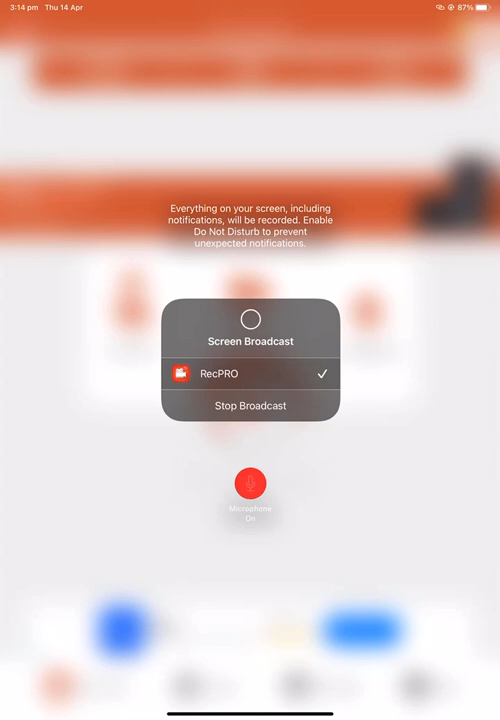 3:14 pm Thu 14 Apr
87%
Everything on your screen, including
notifications, will be recorded. Enable
Do Not Disturb to prevent
unexpected notifications.
Screen Broadcast
RecPRO
Stop Broadcast
Microphone
On